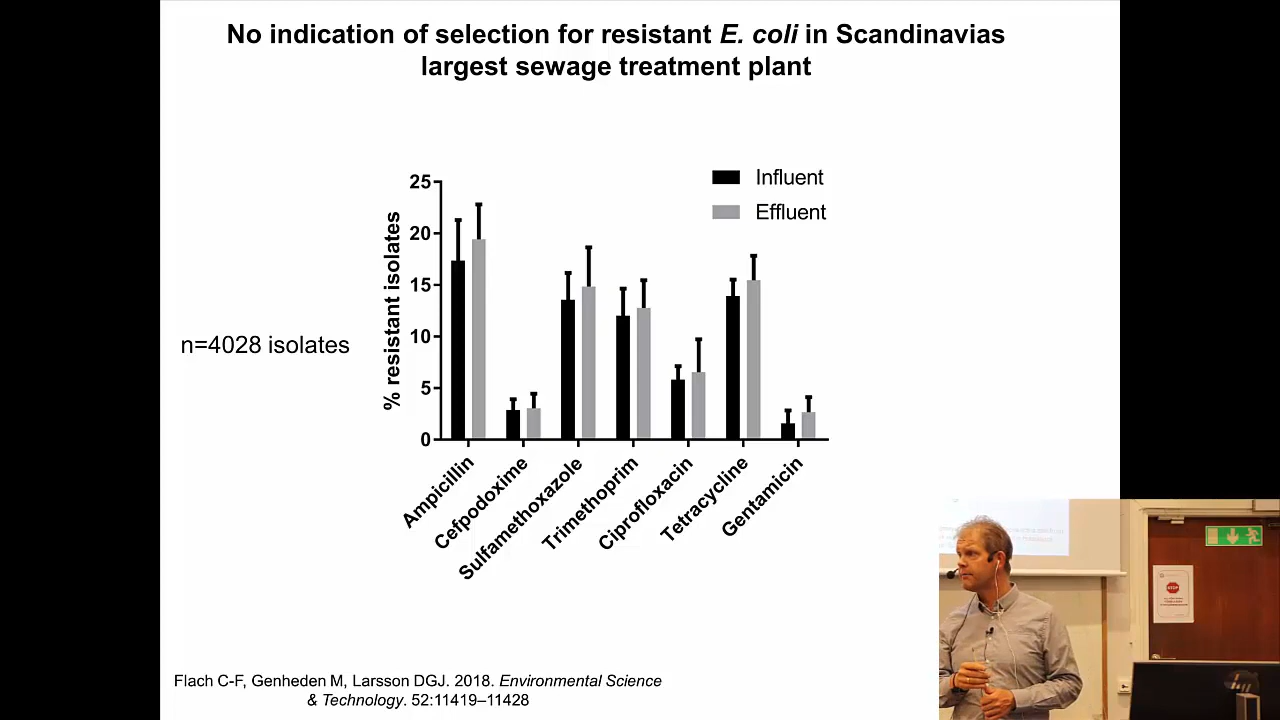 No indication of selection for resistant E. coli in Scandinavias
largest sewage treatment plant
Influent
Effluent
25
20
15
10
5
0
% resistant isolates
n=4028 isolates
Ampicillin
Cefpodoxime
Sulfamethoxazole
Trimethoprim
Ciprofloxacin
Tetracycline
Gentamicin
Flach C-F, Genheden M, Larsson DGJ. 2018. Environmental Science
& Technology. 52:11419–11428
STOP